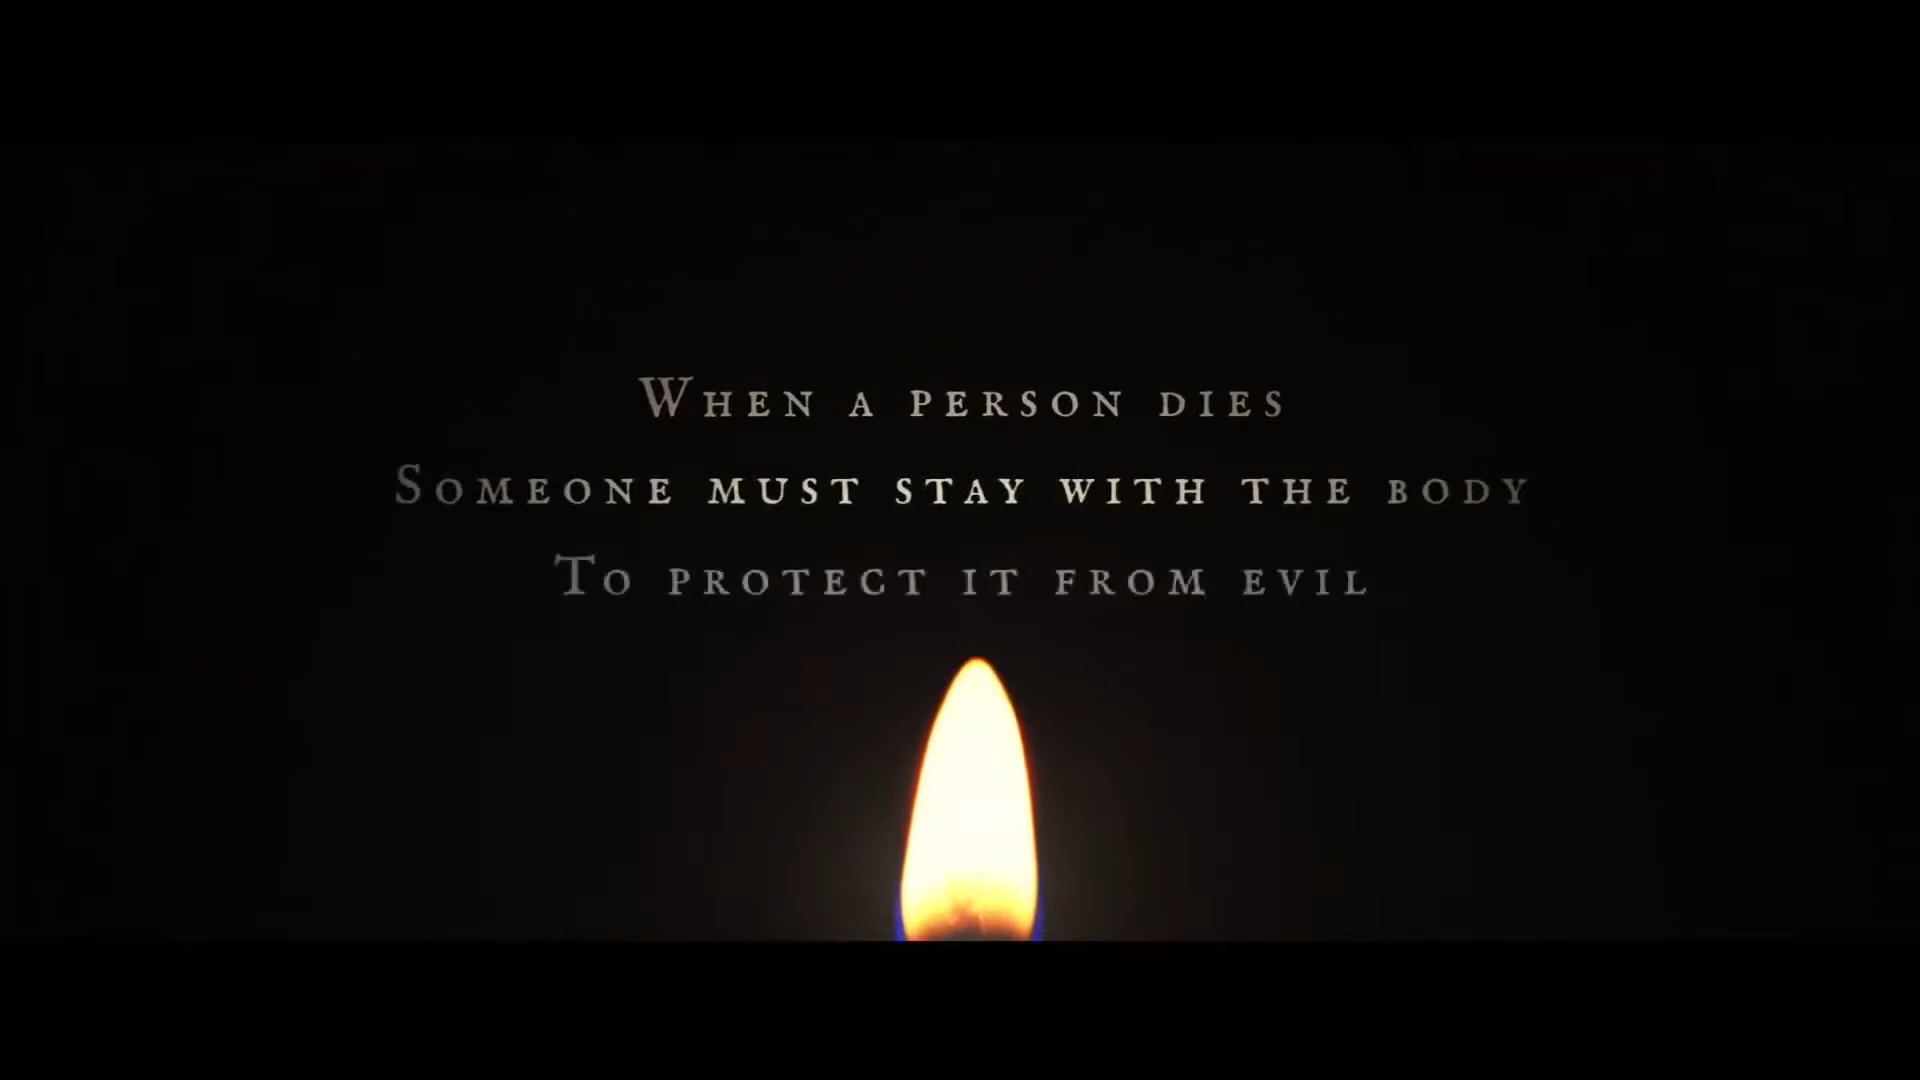 When a person dies
Someone must stay with the body
To protect it from evil